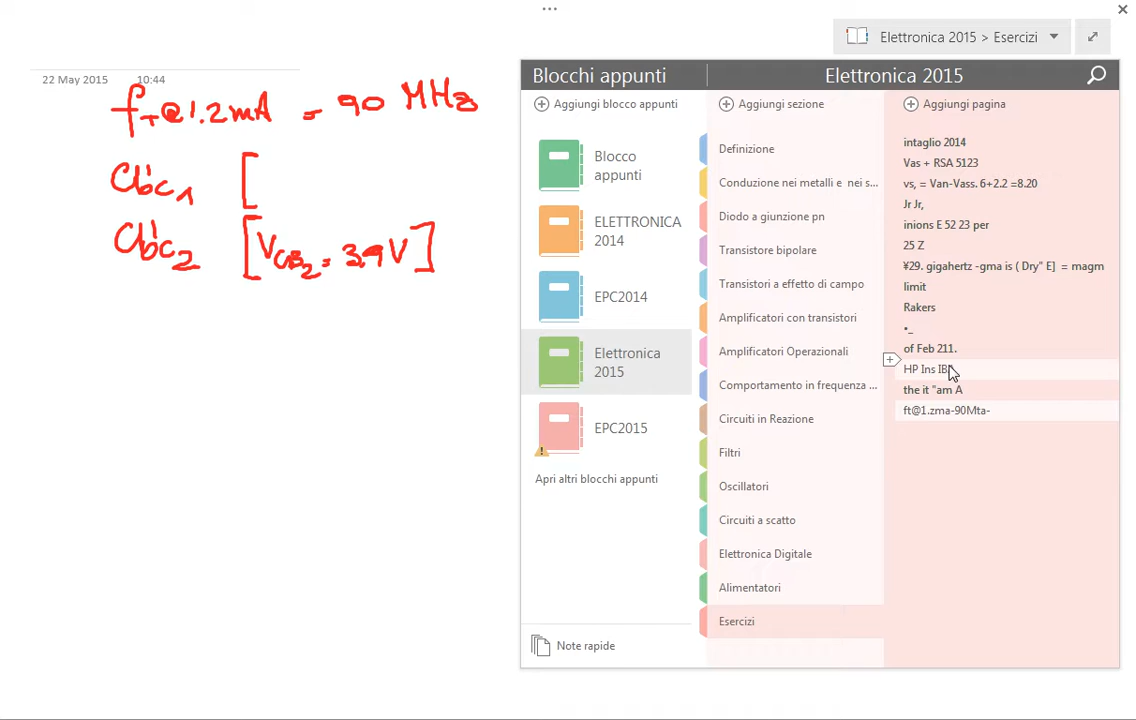 Elettronica 2015 > Esercizi
22 May 2015 10:44
fT@1.2mA = 90 MHz
Cb'c1 [
Cb'c2 [VCB2 = 3,9V]
Blocchi appunti
Elettronica 2015
Aggiungi blocco appunti
Aggiungi sezione
Aggiungi pagina
Blocco
appunti
ELETTRONICA
2014
EPC2014
Elettronica
2015
EPC2015
Apri altri blocchi appunti
Note rapide
Definizione
Conduzione nei metalli e nei s...
Diodo a giunzione pn
Transistore bipolare
Transistori a effetto di campo
Amplificatori con transistori
Amplificatori Operazionali
Comportamento in frequenza ...
Circuiti in Reazione
Filtri
Oscillatori
Circuiti a scatto
Elettronica Digitale
Alimentatori
Esercizi
intaglio 2014
Vas + RSA 5123
vs, = Van-Vass. 6+2.2 =8.20
Jr Jr,
inions E 52 23 per
25 Z
¥29. gigahertz -gma is ( Dry" E] = magm
limit
Rakers
•_
of Feb 211.
HP Ins
the it "am A
ft@1.zma-90Mta-